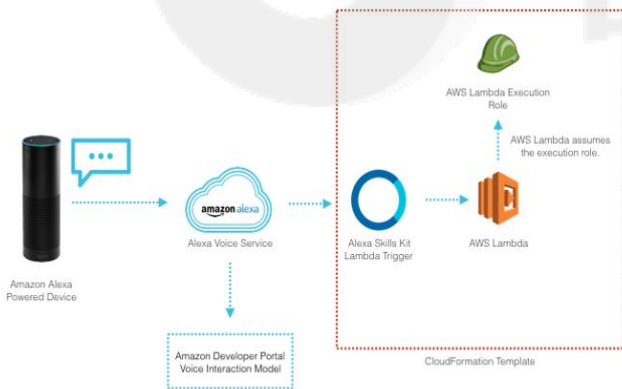 AWS Lambda Execution
Role
AWS Lambda assumes
the execution role.
amazon alexa
Alexa Voice Service
Alexa Skills Kit
Lambda Trigger
AWS Lambda
Amazon Alexa
Powered Device
Amazon Developer Portal
Voice Interaction Model
CloudFormation Template